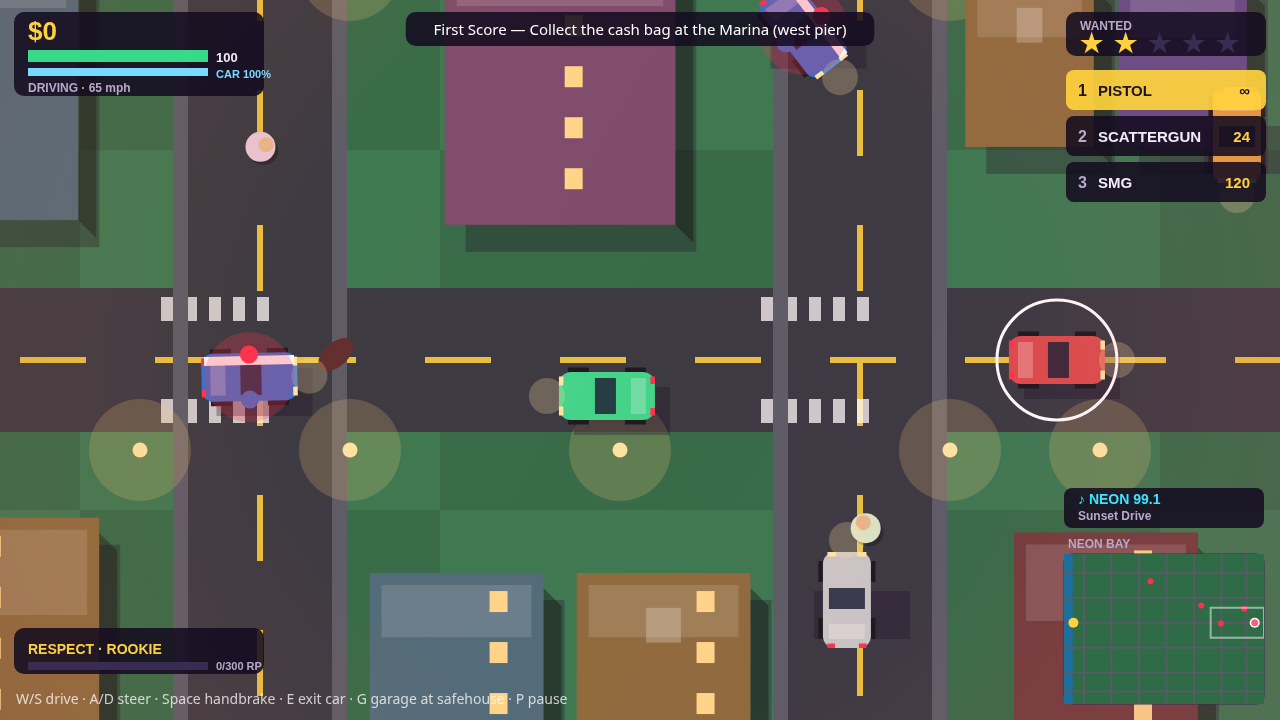 $0
100
CAR 100%
DRIVING · 65 mph
First Score — Collect the cash bag at the Marina (west pier)
WANTED
1 PISTOL ∞
2 SCATTERGUN 24
3 SMG 120
♪ NEON 99.1
Sunset Drive
NEON BAY
RESPECT · ROOKIE
0/300 RP
W/S drive · A/D steer · Space handbrake · E exit car · G garage at safehouse · P pause